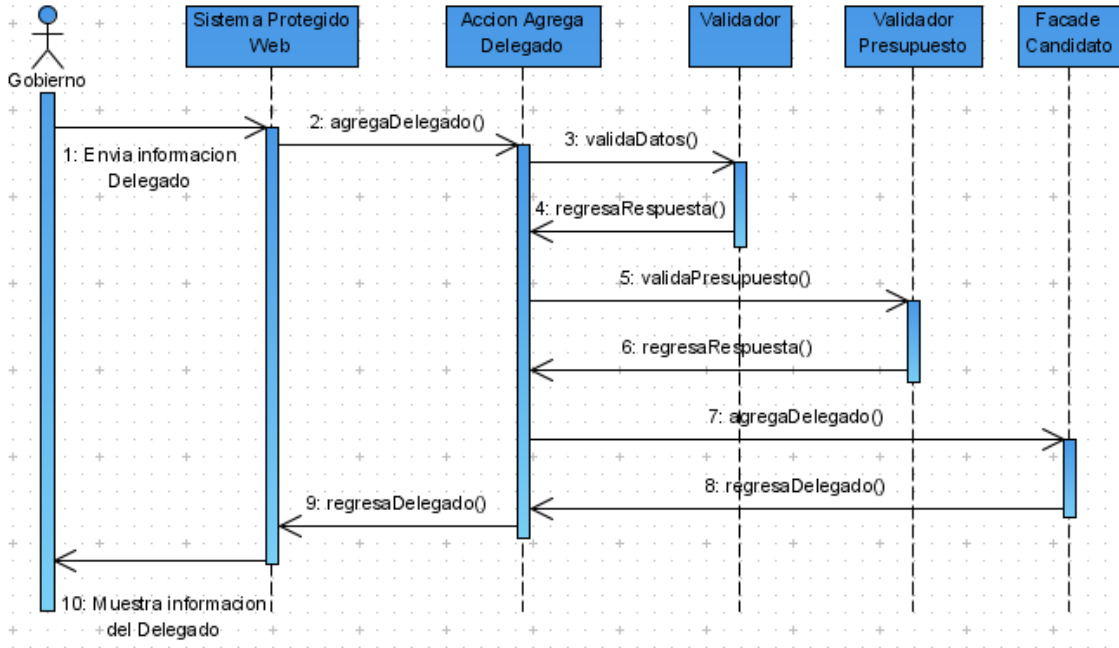 Sistema Protegido
Web
Accion Agrega
Delegado
Validador
Validador
Presupuesto
Facade
Candidato
Gobierno
1: Envia informacion
Delegado
2: agregaDelegado()
3: validaDatos()
4: regresaRespuesta()
5: validaPresupuesto()
6: regresaRespuesta()
7: agregaDelegado()
8: regresaDelegado()
9: regresaDelegado()
10: Muestra informacion
del Delegado